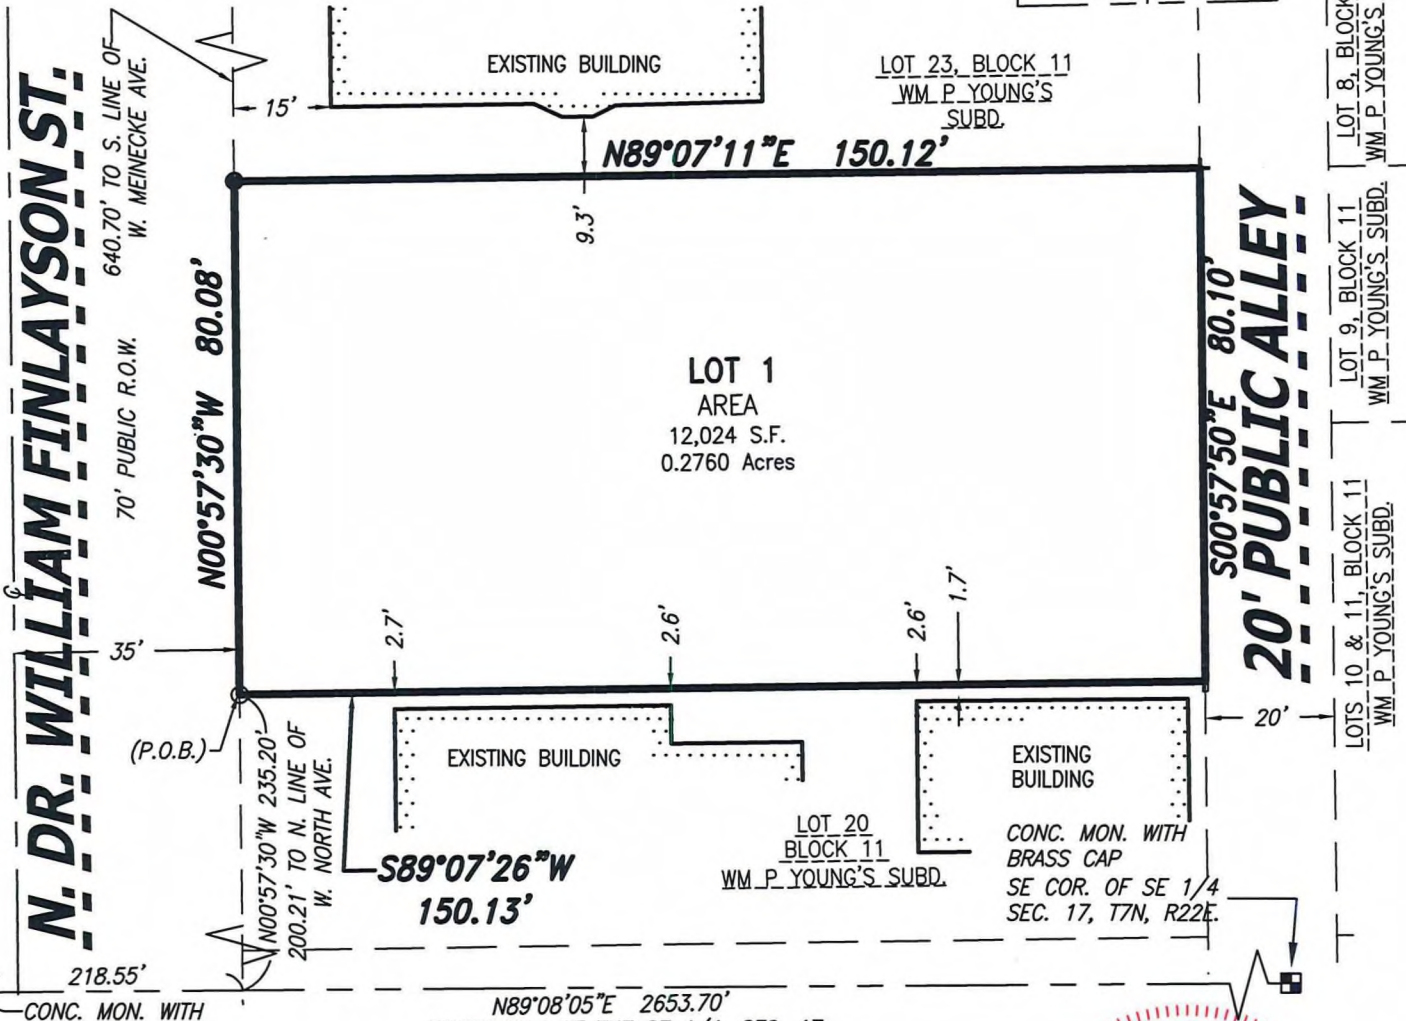 EXISTING BUILDING
LOT 23, BLOCK 11
WM P YOUNG'S
SUBD.
LOT 8, BLOCK
WM P YOUNG'S
15'
N89°07'11"E 150.12'
9.3'
640.70' TO S. LINE OF
W. MEINECKE AVE.
N. DR. WILLIAM FINLAYSON ST.
70' PUBLIC R.O.W.
N00°57'30"W 80.08'
LOT 1
AREA
12,024 S.F.
0.2760 Acres
S00°57'50"E 80.10'
20' PUBLIC ALLEY
LOT 9, BLOCK 11
WM P YOUNG'S SUBD.
LOTS 10 & 11, BLOCK 11
WM P YOUNG'S SUBD.
35'
2.7'
2.6'
2.6'
1.7'
20'
(P.O.B.)
N00°57'30"W 235.20'
200.21' TO N. LINE OF
W. NORTH AVE.
EXISTING BUILDING
EXISTING
BUILDING
S89°07'26"W
150.13'
LOT 20
BLOCK 11
WM P YOUNG'S SUBD.
CONC. MON. WITH
BRASS CAP
SE COR. OF SE 1/4
SEC. 17, T7N, R22E.
218.55'
CONC. MON. WITH
N89°08'05"E 2653.70'